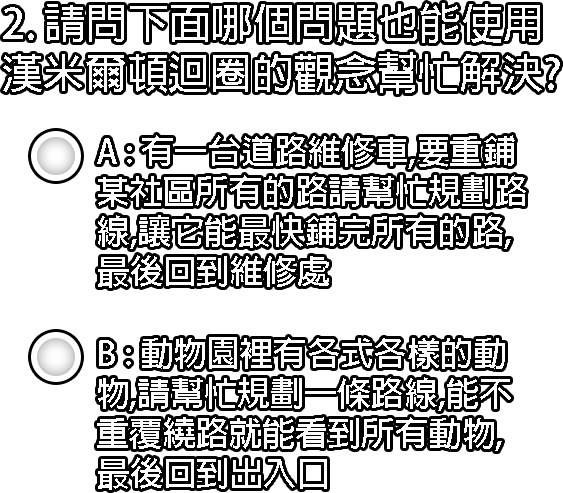 2. 請問下面哪個問題也能使用
漢米爾頓迴圈的觀念幫忙解決?
A : 有一台道路維修車,要重鋪
某社區所有的路請幫忙規劃路
線,讓它能最快鋪完所有的路,
最後回到維修處
B : 動物園裡有各式各樣的動
物,請幫忙規劃一條路線,能不
重覆繞路就能看到所有動物,
最後回到出入口